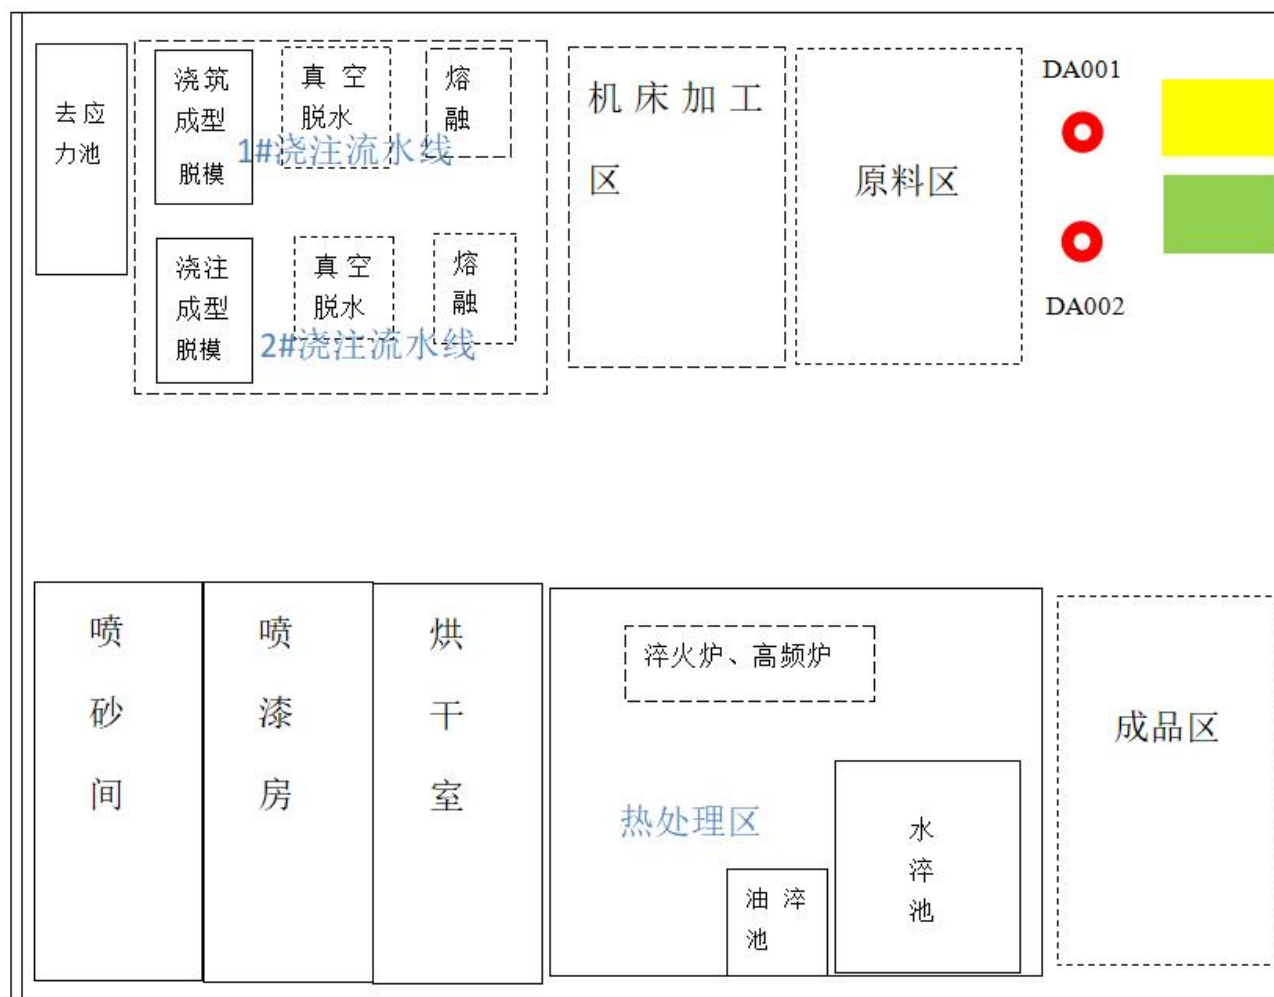 去应
力池
浇筑
成型
脱模
真空
脱水
熔
融
1#浇注流水线
浇注
成型
脱模
真空
脱水
熔
融
2#浇注流水线
机床加工
区
原料区
DA001
DA002
喷
砂
间
喷
漆
房
烘
干
室
淬火炉、高频炉
热处理区
油淬
池
水
淬
池
成品区